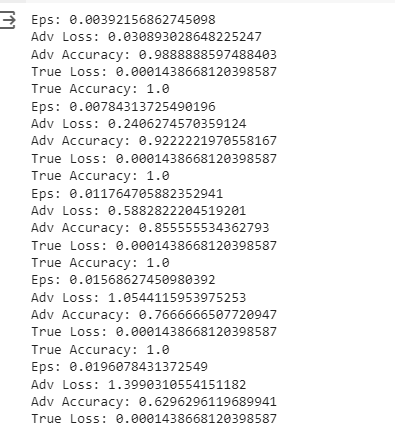 Eps: 0.00392156862745098
Adv Loss: 0.030893028648225247
Adv Accuracy: 0.9888888597488403
True Loss: 0.0001438668120398587
True Accuracy: 1.0
Eps: 0.00784313725490196
Adv Loss: 0.2406274570359124
Adv Accuracy: 0.9222221970558167
True Loss: 0.0001438668120398587
True Accuracy: 1.0
Eps: 0.011764705882352941
Adv Loss: 0.5882822204519201
Adv Accuracy: 0.855555534362793
True Loss: 0.0001438668120398587
True Accuracy: 1.0
Eps: 0.01568627450980392
Adv Loss: 1.0544115953975253
Adv Accuracy: 0.7666666507720947
True Loss: 0.0001438668120398587
True Accuracy: 1.0
Eps: 0.0196078431372549
Adv Loss: 1.3990310554151182
Adv Accuracy: 0.6296296119689941
True Loss: 0.0001438668120398587